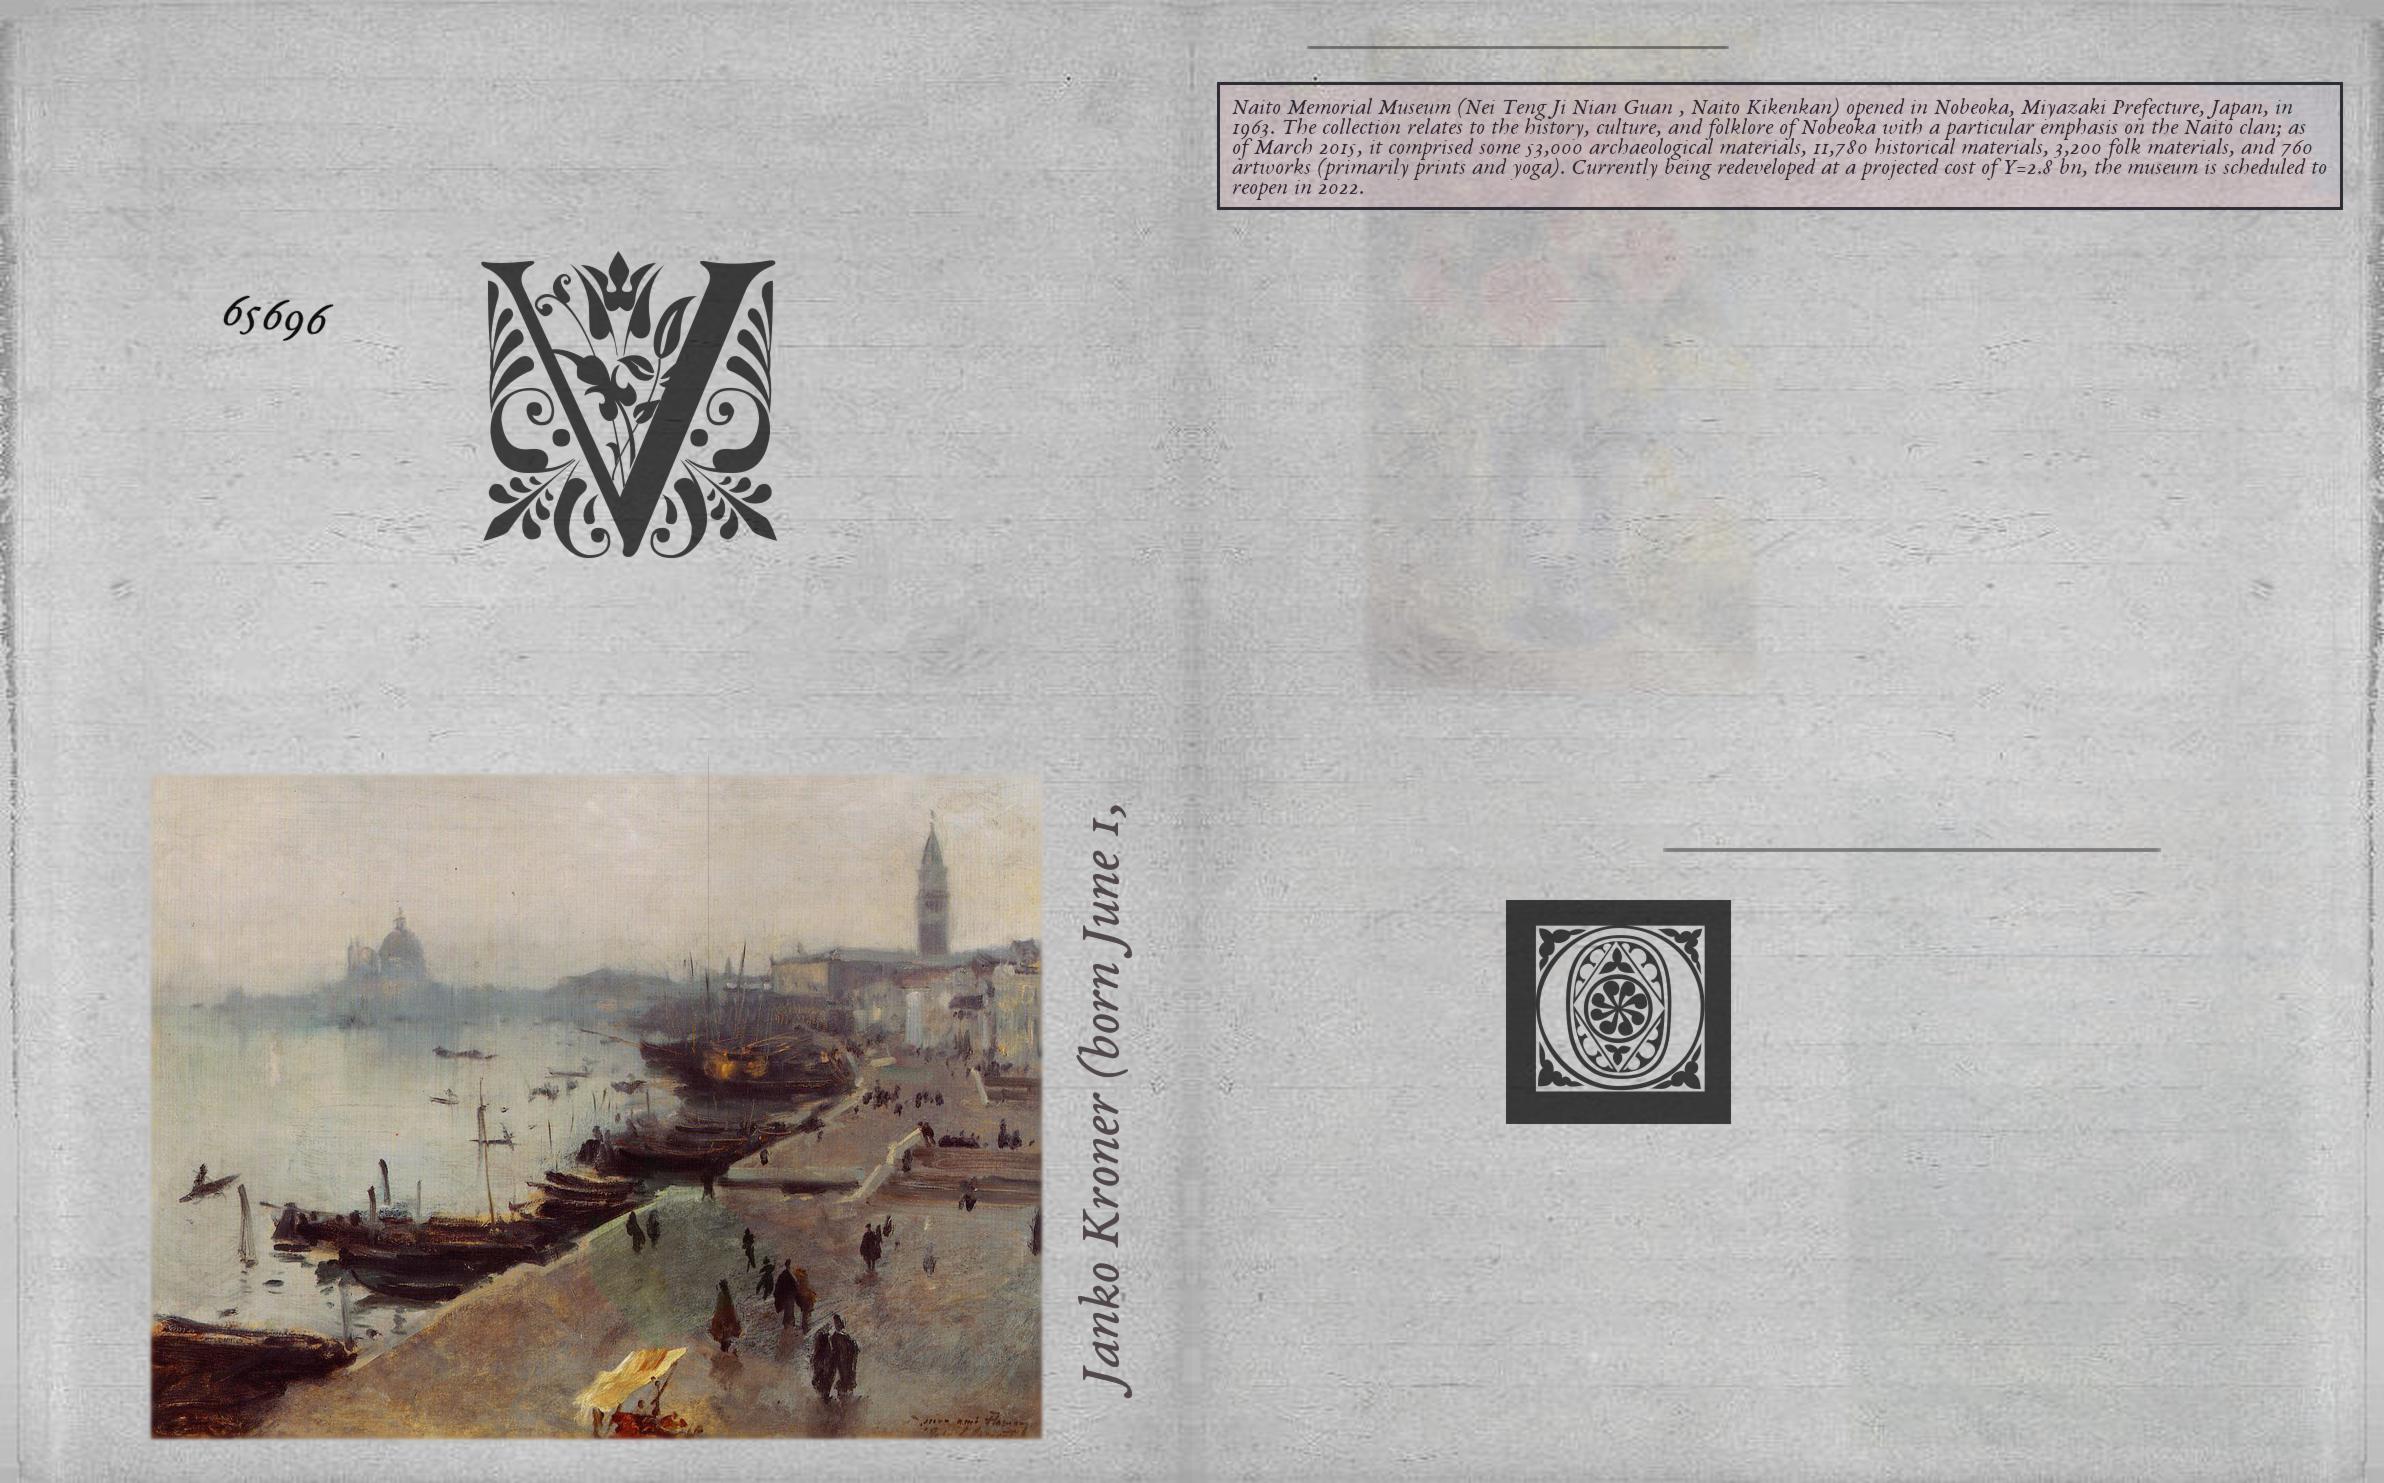 65696
V
Janko Kroner (born June 1,
Naito Memorial Museum (Nei Teng Ji Nian Guan , Naito Kikenkan) opened in Nobeoka, Miyazaki Prefecture, Japan, in
1963. The collection relates to the history, culture, and folklore of Nobeoka with a particular emphasis on the Naito clan; as
of March 2015, it comprised some 53,000 archaeological materials, 11,780 historical materials, 3,200 folk materials, and 760
artworks (primarily prints and yoga). Currently being redeveloped at a projected cost of Y=2.8 bn, the museum is scheduled to
reopen in 2022.
O